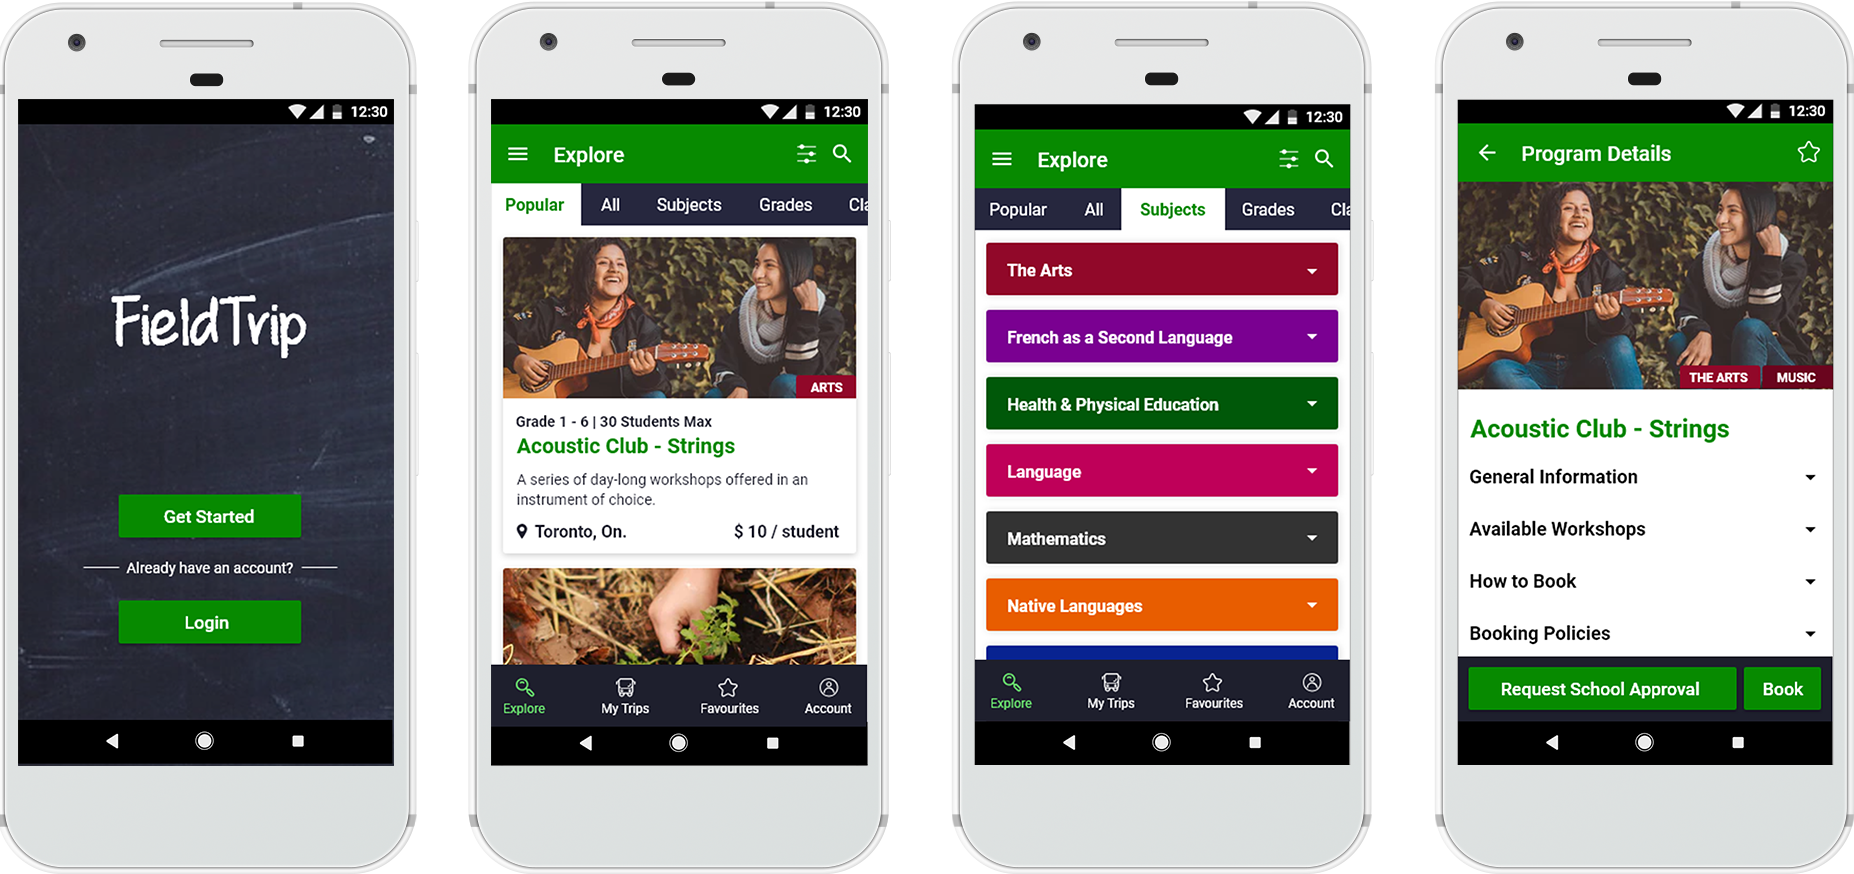 12:30
FieldTrip
Get Started
Already have an account?
Login
12:30
Explore
Popular All Subjects Grades Cla
ARTS
Grade 1 - 6 | 30 Students Max
Acoustic Club - Strings
A series of day-long workshops offered in an
instrument of choice.
Toronto, On. $ 10 / student
Explore My Trips Favourites Account
12:30
Explore
Popular All Subjects Grades Cla
The Arts
French as a Second Language
Health & Physical Education
Language
Mathematics
Native Languages
Explore My Trips Favourites Account
12:30
Program Details
THE ARTS MUSIC
Acoustic Club - Strings
General Information
Available Workshops
How to Book
Booking Policies
Request School Approval Book